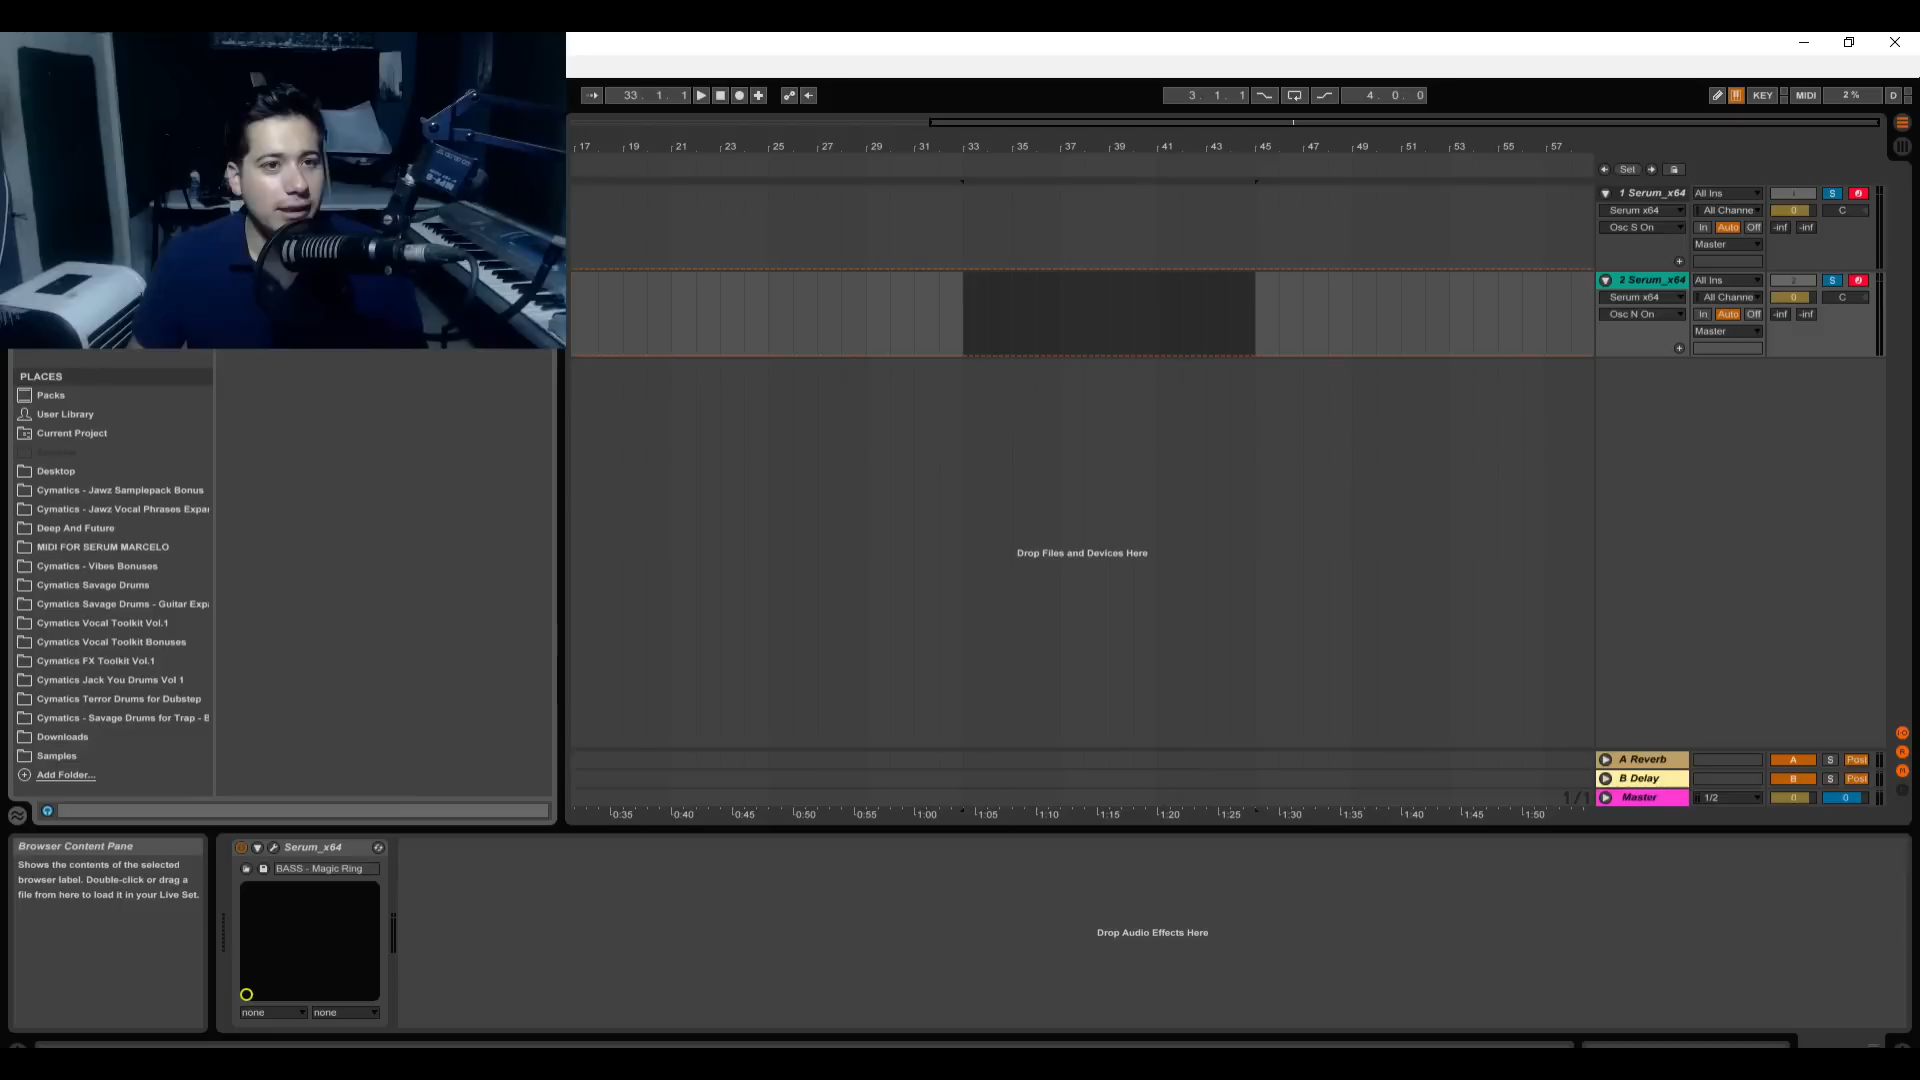 33. 1. 1
3. 1. 1
4. 0. 0
KEY
MIDI
2 %
D
17 19 21 23 25 27 29 31 33 35 37 39 41 43 45 47 49 51 53 55 57
Set
1 Serum_x64
All Ins
1
S
Serum x64
All Channe
0
C
Osc S On
In Auto Off
-inf -inf
Master
2 Serum_x64
All Ins
2
S
Serum x64
All Channe
0
C
Osc N On
In Auto Off
-inf -inf
Master
PLACES
Packs
User Library
Current Project
Desktop
Cymatics - Jawz Samplepack Bonus
Cymatics - Jawz Vocal Phrases Expa
Deep And Future
MIDI FOR SERUM MARCELO
Cymatics - Vibes Bonuses
Cymatics Savage Drums
Cymatics Savage Drums - Guitar Exp
Cymatics Vocal Toolkit Vol.1
Cymatics Vocal Toolkit Bonuses
Cymatics FX Toolkit Vol.1
Cymatics Jack You Drums Vol 1
Cymatics Terror Drums for Dubstep
Cymatics - Savage Drums for Trap - B
Downloads
Samples
Add Folder...
Drop Files and Devices Here
A Reverb
A
S
Post
B Delay
B
S
Post
1/1
Master
1/2
0
0
0:35 0:40 0:45 0:50 0:55 1:00 1:05 1:10 1:15 1:20 1:25 1:30 1:35 1:40 1:45 1:50
Browser Content Pane
Shows the contents of the selected
browser label. Double-click or drag a
file from here to load it in your Live Set.
Serum_x64
BASS - Magic Ring
none
none
Drop Audio Effects Here